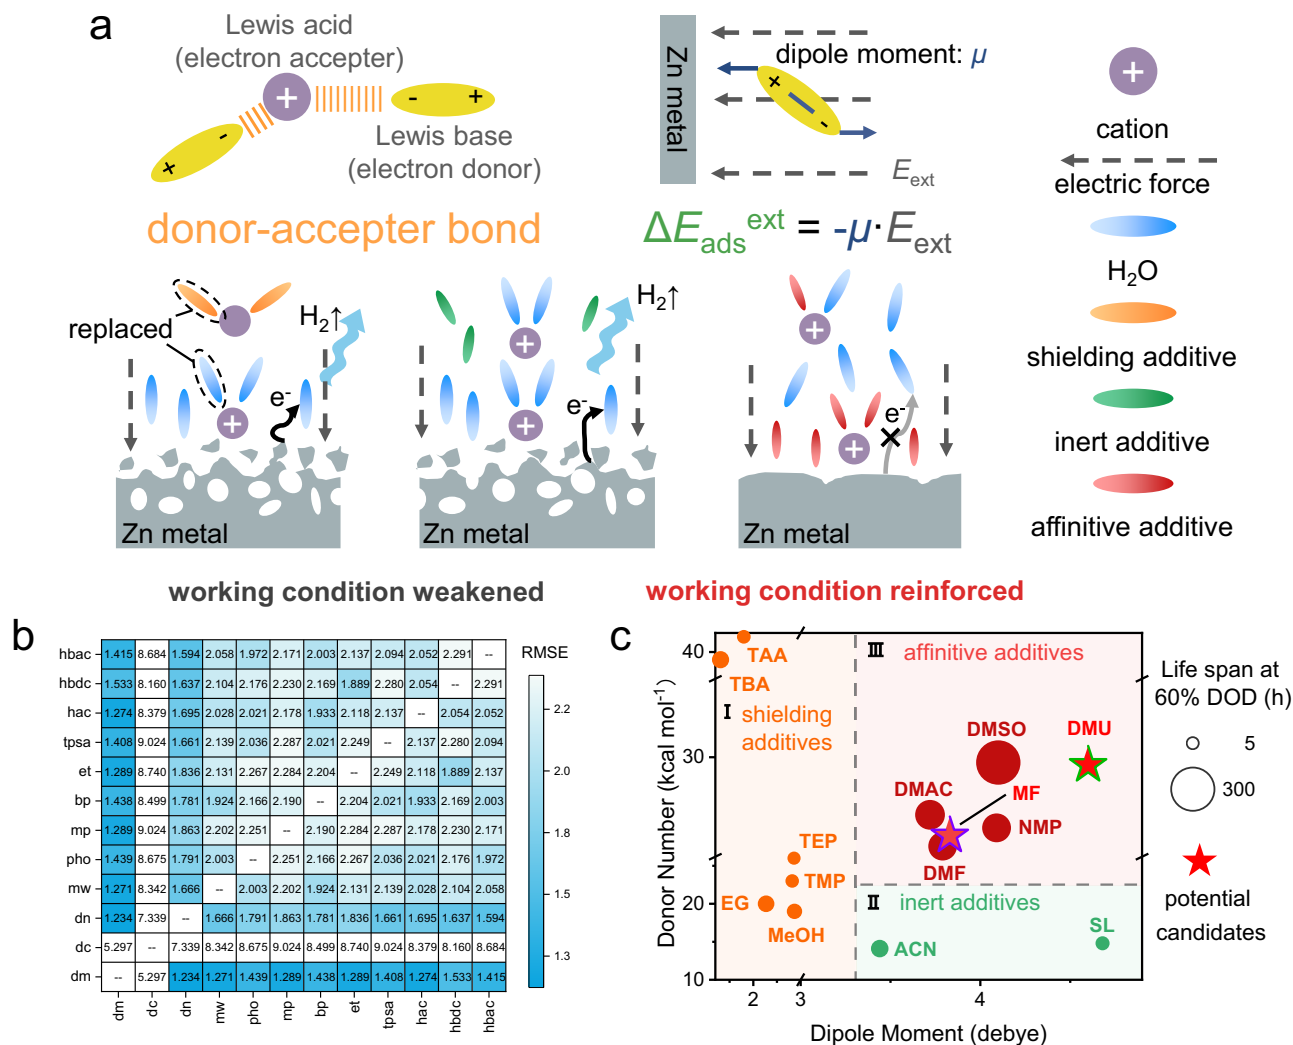 a
Lewis acid
(electron accepter)
+
- +
-
+
Lewis base
(electron donor)
donor-accepter bond
Zn metal
dipole moment: μ
+
-
E_ext
ΔE_ads^ext = -μ·E_ext
+
cation
electric force
H₂O
shielding additive
inert additive
affinitive additive
replaced
H₂↑
+
e⁻
Zn metal
H₂↑
+
+
e⁻
Zn metal
+
+
e⁻
Zn metal
working condition weakened
working condition reinforced
b
RMSE
hbac 1.415 8.684 1.594 2.058 1.972 2.171 2.003 2.137 2.094 2.052 2.291 --
hbdc 1.533 8.160 1.637 2.104 2.176 2.230 2.169 1.889 2.280 2.054 -- 2.291
hac 1.274 8.379 1.695 2.028 2.021 2.178 1.933 2.118 2.137 -- 2.054 2.052
tpsa 1.408 9.024 1.661 2.139 2.036 2.287 2.021 2.249 -- 2.137 2.280 2.094
et 1.289 8.740 1.836 2.131 2.267 2.284 2.204 -- 2.249 2.118 1.889 2.137
bp 1.438 8.499 1.781 1.924 2.166 2.190 -- 2.204 2.021 1.933 2.169 2.003
mp 1.289 9.024 1.863 2.202 2.251 -- 2.190 2.284 2.287 2.178 2.230 2.171
pho 1.439 8.675 1.791 2.003 -- 2.251 2.166 2.267 2.036 2.021 2.176 1.972
mw 1.271 8.342 1.666 -- 2.003 2.202 1.924 2.131 2.139 2.028 2.104 2.058
dn 1.234 7.339 -- 1.666 1.791 1.863 1.781 1.836 1.661 1.695 1.637 1.594
dc 5.297 -- 7.339 8.342 8.675 9.024 8.499 8.740 9.024 8.379 8.160 8.684
dm -- 5.297 1.234 1.271 1.439 1.289 1.438 1.289 1.408 1.274 1.533 1.415
dm dc dn mw pho mp bp et tpsa hac hbdc hbac
2.2
2.0
1.8
1.5
1.3
c
Donor Number (kcal mol⁻¹)
40
30
20
10
TAA
TBA
I shielding
additives
III affinitive additives
DMSO
DMU
DMAC
MF
NMP
DMF
TEP
TMP
EG
MeOH
II inert additives
ACN
SL
2 3 4
Dipole Moment (debye)
Life span at
60% DOD (h)
5
300
potential
candidates